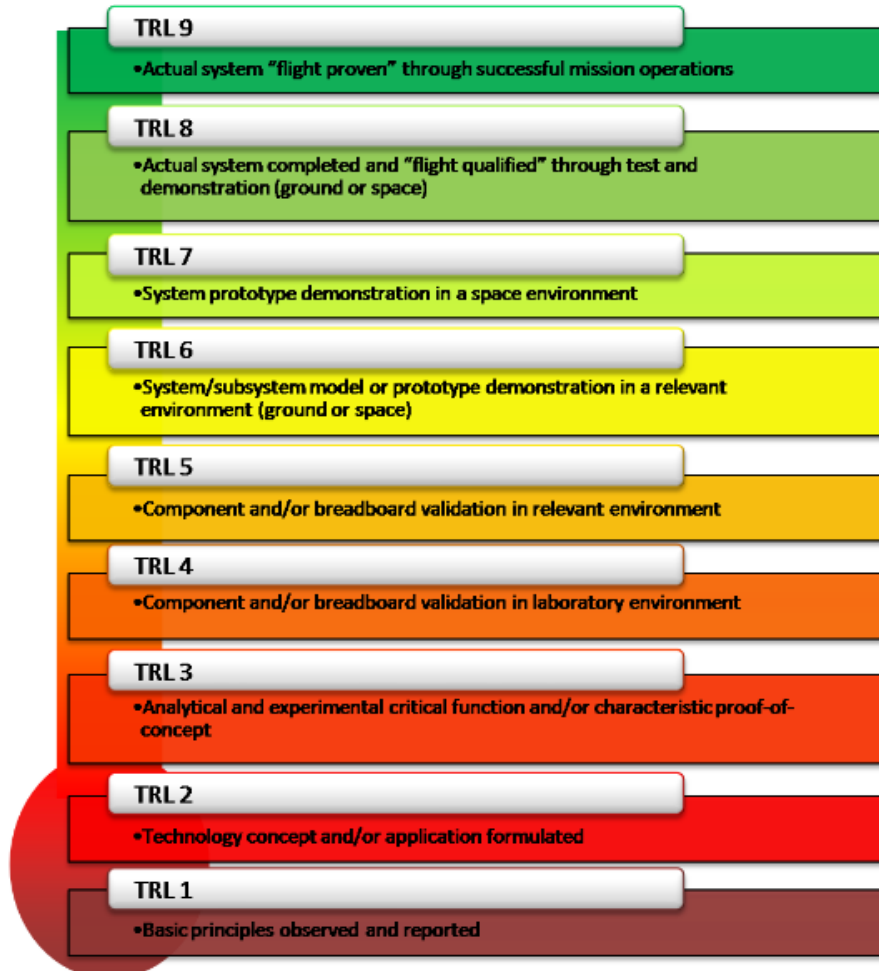 TRL 9
•Actual system “flight proven” through successful mission operations
TRL 8
•Actual system completed and “flight qualified” through test and
demonstration (ground or space)
TRL 7
•System prototype demonstration in a space environment
TRL 6
•System/subsystem model or prototype demonstration in a relevant
environment (ground or space)
TRL 5
•Component and/or breadboard validation in relevant environment
TRL 4
•Component and/or breadboard validation in laboratory environment
TRL 3
•Analytical and experimental critical function and/or characteristic proof-of-
concept
TRL 2
•Technology concept and/or application formulated
TRL 1
•Basic principles observed and reported